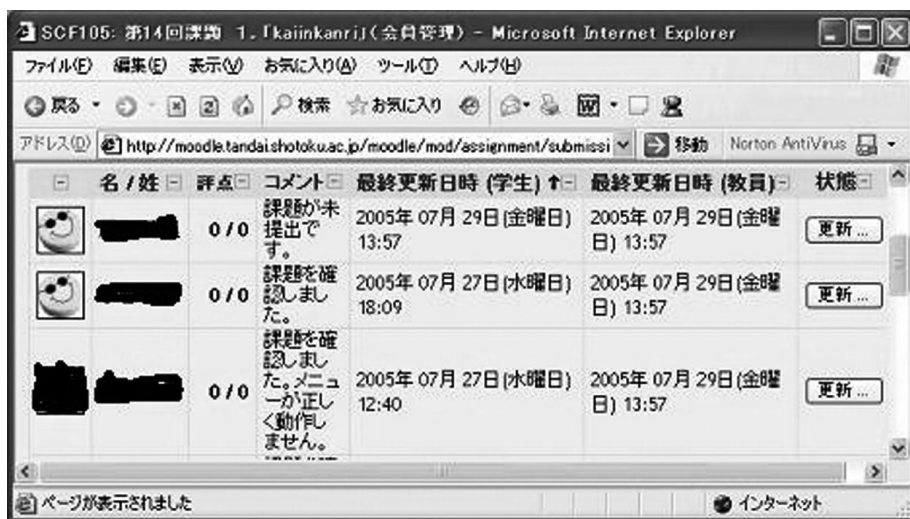 SCF105: 第14回課題 1.「kaiinkanri」(会員管理) - Microsoft Internet Explorer
ファイル(F) 編集(E) 表示(V) お気に入り(A) ツール(T) ヘルプ(H)
戻る 検索 お気に入り
アドレス(D) http://moodle.tandai.shotoku.ac.jp/moodle/mod/assignment/submissi 移動 Norton AntiVirus
名 / 姓 評点 コメント 最終更新日時 (学生) ↑ 最終更新日時 (教員) 状態
0 / 0
課題が未
提出で
す。
2005年 07月 29日 (金曜日)
13:57
2005年 07月 29日 (金曜
日) 13:57
更新 ...
0 / 0
課題を確
認しまし
た。
2005年 07月 27日 (水曜日)
18:09
2005年 07月 29日 (金曜
日) 13:57
更新 ...
0 / 0
課題を確
認しまし
た。メニュ
ーが正し
く動作し
ません。
2005年 07月 27日 (水曜日)
12:40
2005年 07月 29日 (金曜
日) 13:57
更新 ...
ページが表示されました インターネット